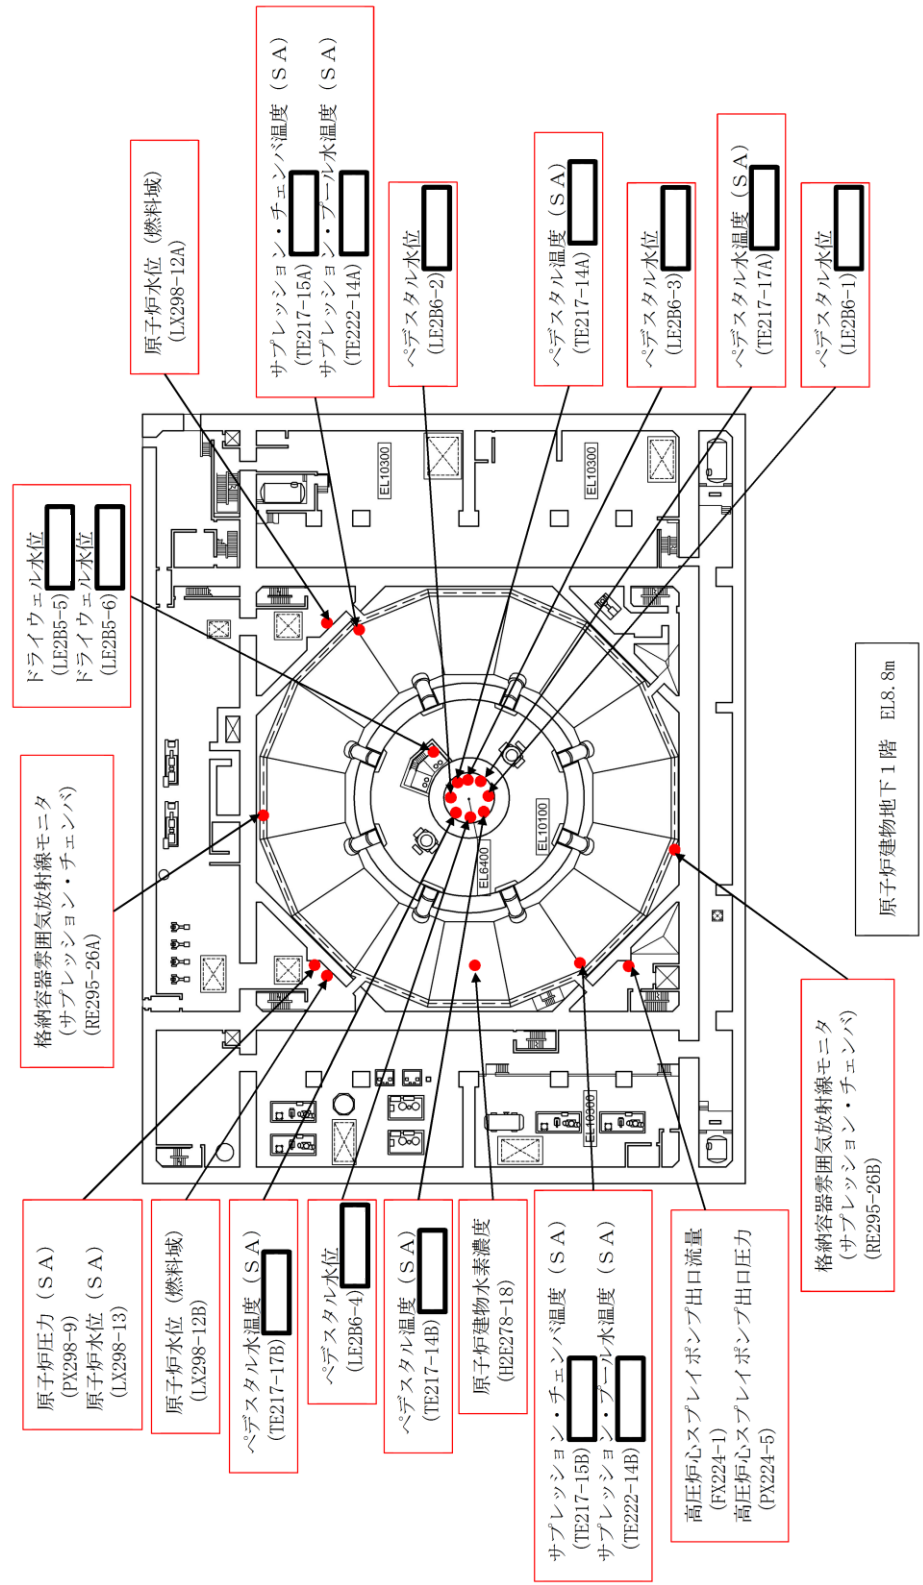 原子炉圧力（ＳＡ）
(PX298-9)
原子炉水位（ＳＡ）
(LX298-13)
原子炉水位（燃料域）
(LX298-12B)
ペデスタル水温度（ＳＡ）
(TE217-17B)
ペデスタル水位
(LE2B6-4)
ペデスタル温度（ＳＡ）
(TE217-14B)
原子炉建物水素濃度
(H2E278-18)
サプレッション・チェンバ温度（ＳＡ）
(TE217-15B)
サプレッション・プール水温度（ＳＡ）
(TE222-14B)
高圧炉心スプレイポンプ出口流量
(FX224-1)
高圧炉心スプレイポンプ出口圧力
(PX224-5)
格納容器雰囲気放射線モニタ
(サプレッション・チェンバ)
(RE295-26A)
格納容器雰囲気放射線モニタ
(サプレッション・チェンバ)
(RE295-26B)
ドライウェル水位
(LE2B5-5)
ドライウェル水位
(LE2B5-6)
原子炉水位（燃料域）
(LX298-12A)
サプレッション・チェンバ温度（ＳＡ）
(TE217-15A)
サプレッション・プール水温度（ＳＡ）
(TE222-14A)
ペデスタル水位
(LE2B6-2)
ペデスタル温度（ＳＡ）
(TE217-14A)
ペデスタル水位
(LE2B6-3)
ペデスタル水温度（ＳＡ）
(TE217-17A)
ペデスタル水位
(LE2B6-1)
EL10300
EL10300
EL10300
EL10100
EL6400
原子炉建物地下１階　EL8.8m